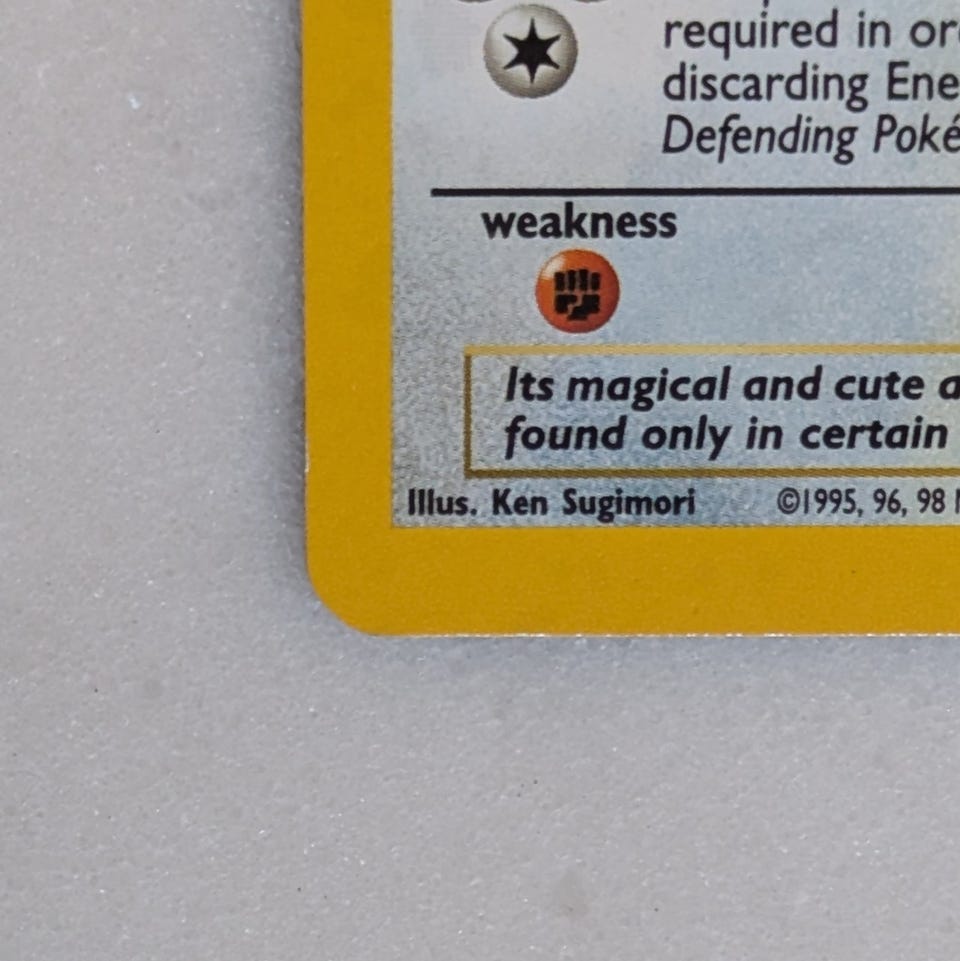 required in or
discarding Ene
Defending Poké
weakness
Its magical and cute a
found only in certain
Illus. Ken Sugimori ©1995, 96, 98